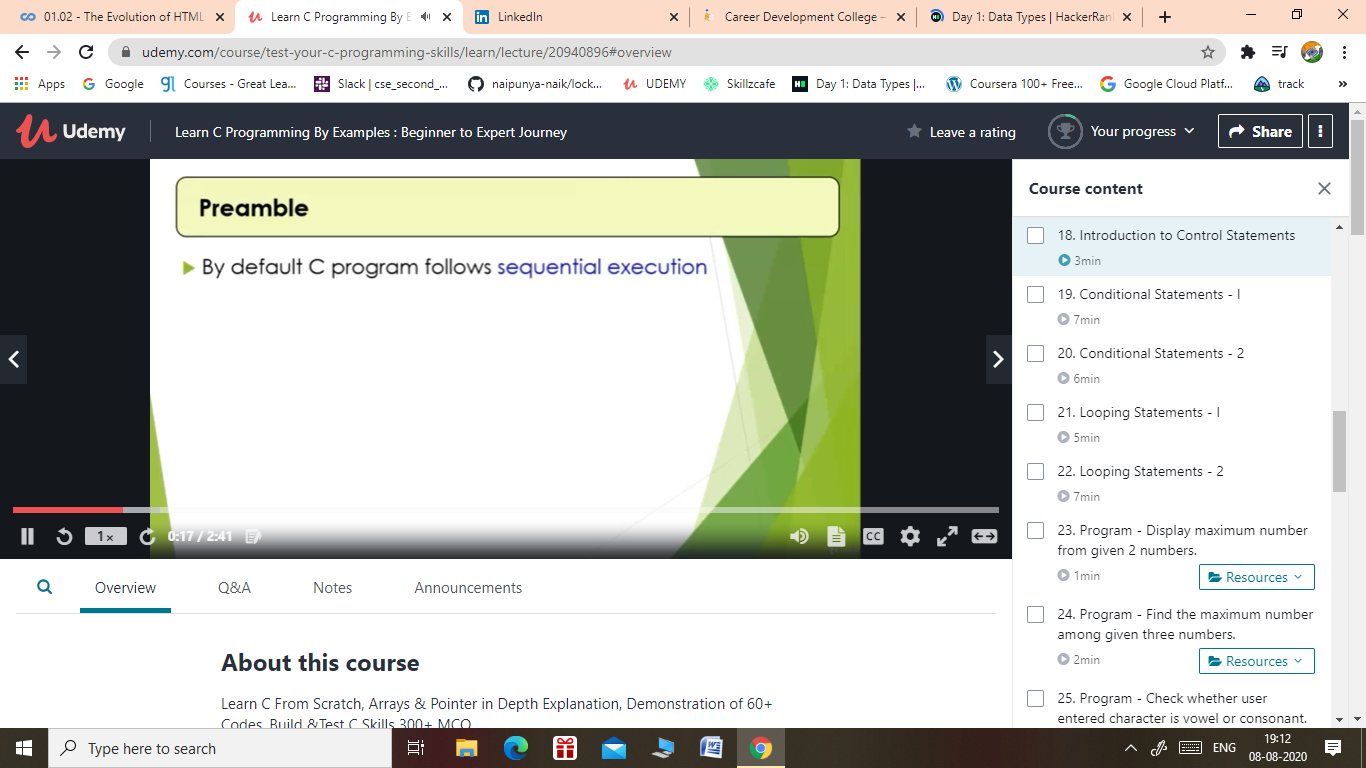 01.02 - The Evolution of HTML
Learn C Programming By E
LinkedIn
Career Development College –
Day 1: Data Types | HackerRan
udemy.com/course/test-your-c-programming-skills/learn/lecture/20940896#overview
Apps
Google
Courses - Great Lea...
Slack | cse_second_...
naipunya-naik/lock...
UDEMY
Skillzcafe
Day 1: Data Types |...
Coursera 100+ Free...
Google Cloud Platf...
track
»
Udemy
Learn C Programming By Examples : Beginner to Expert Journey
Leave a rating
Your progress
Share
Preamble
By default C program follows sequential execution
1×
0:17 / 2:41
CC
Course content
18. Introduction to Control Statements
3min
19. Conditional Statements - I
7min
20. Conditional Statements - 2
6min
21. Looping Statements - I
5min
22. Looping Statements - 2
7min
23. Program - Display maximum number
from given 2 numbers.
1min
Resources
24. Program - Find the maximum number
among given three numbers.
2min
Resources
25. Program - Check whether user
entered character is vowel or consonant.
Overview
Q&A
Notes
Announcements
About this course
Learn C From Scratch, Arrays & Pointer in Depth Explanation, Demonstration of 60+
Codes, Build &Test C Skills 300+ MCQ
Type here to search
ENG
19:12
08-08-2020